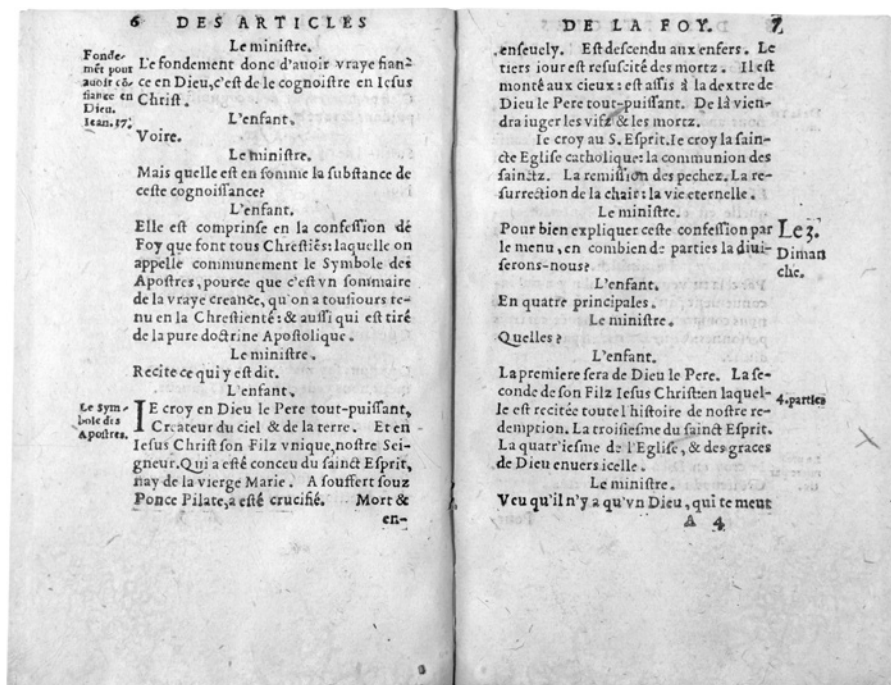 6 DES ARTICLES
Le miniſtre.
Fonde-
mēt pour
auoir cō-
fiance en
Dieu.
Iean.17.
Le fondement donc d'auoir vraye fian-
ce en Dieu, c'eſt de le cognoiſtre en Ieſus
Chriſt.
L'enfant.
Voire.
Le miniſtre.
Mais quelle eſt en ſomme la ſubſtance de
ceſte cognoiſſance?
L'enfant.
Elle eſt comprinſe en la confeſſion de
Foy que font tous Chreſtiēs: laquelle on
appelle communement le Symbole des
Apoſtres, pource que c'eſt vn ſommaire
de la vraye creance, qu'on a touſiours te-
nu en la Chreſtienté: & auſſi qui eſt tiré
de la pure doctrine Apoſtolique.
Le miniſtre.
Recite ce qui y eſt dit.
L'enfant.
Le Sym-
bole des
Apoſtres.
IE croy en Dieu le Pere tout-puiſſant,
Createur du ciel & de la terre. Et en
Ieſus Chriſt ſon Filz vnique, noſtre Sei-
gneur. Qui a eſté conceu du ſainct Eſprit,
nay de la vierge Marie. A ſouffert ſouz
Ponce Pilate, a eſté crucifié. Mort &
en-
DE LA FOY. 7
enſeuely. Eſt deſcendu aux enfers. Le
tiers iour eſt reſuſcité des mortz. Il eſt
monté aux cieux: eſt aſſis à la dextre de
Dieu le Pere tout-puiſſant. De là vien-
dra iuger les vifz & les mortz.
Ie croy au S. Eſprit. Ie croy la ſain-
cte Egliſe catholique: la communion des
ſainctz. La remiſſion des pechez. La re-
ſurrection de la chair: la vie eternelle.
Le miniſtre.
Pour bien expliquer ceſte confeſſion par
le menu, en combien de parties la diui-
ſerons-nous?
Le 3.
Diman
che.
L'enfant.
En quatre principales.
Le miniſtre.
Quelles?
L'enfant.
La premiere ſera de Dieu le Pere. La ſe-
conde de ſon Filz Ieſus Chriſt: en laquel-
le eſt recitée toute l'hiſtoire de noſtre re-
demption. La troiſieſme du ſainct Eſprit.
La quatr'ieſme de l'Egliſe, & des graces
de Dieu enuers icelle.
4. parties
Le miniſtre.
Veu qu'il n'y a qu'vn Dieu, qui te meut
A 4